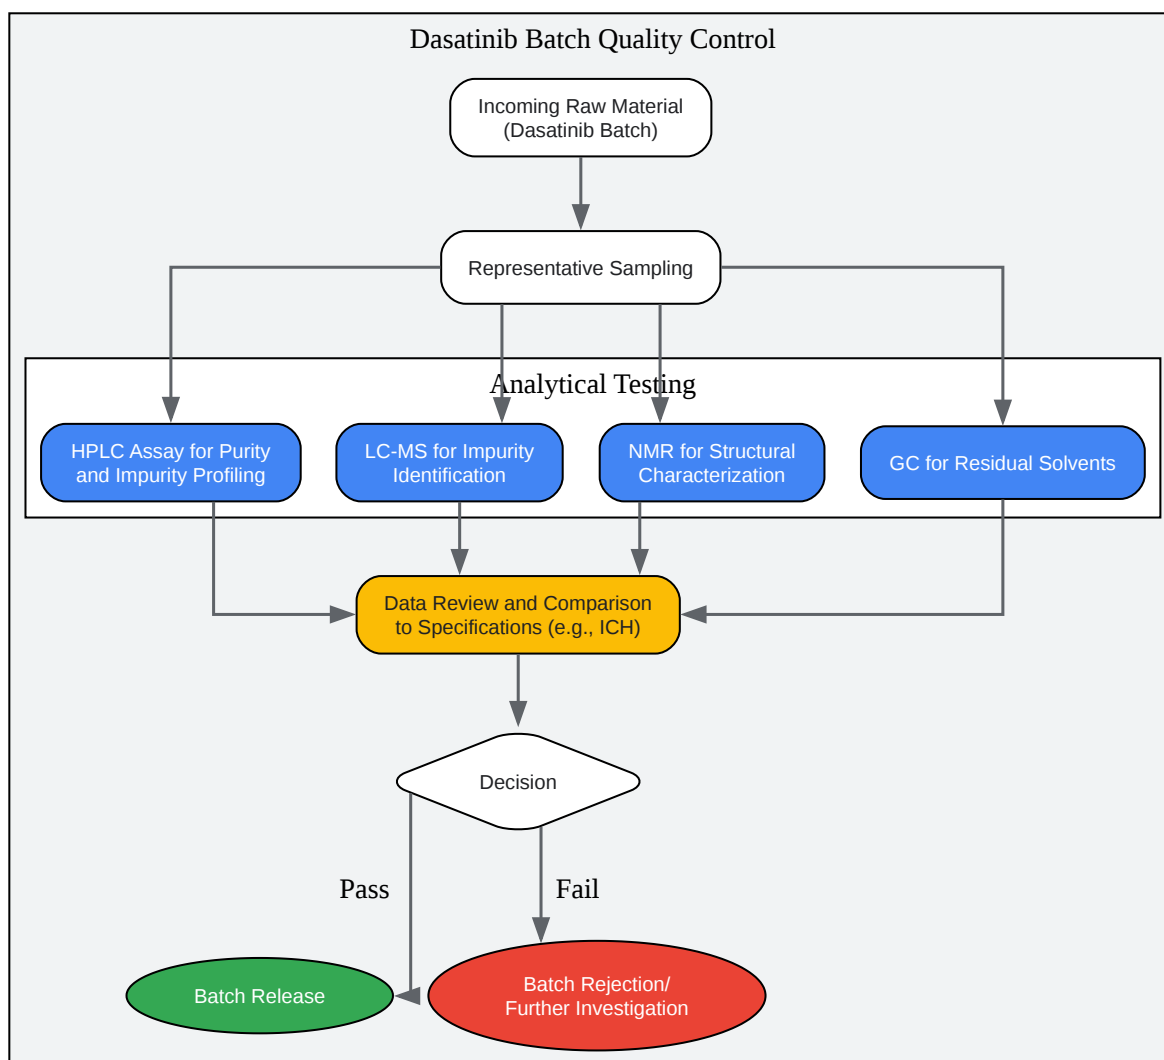 Dasatinib Batch Quality Control
Incoming Raw Material
(Dasatinib Batch)
Representative Sampling
Analytical Testing
HPLC Assay for Purity
and Impurity Profiling
LC-MS for Impurity
Identification
NMR for Structural
Characterization
GC for Residual Solvents
Data Review and Comparison
to Specifications (e.g., ICH)
Decision
Pass
Fail
Batch Release
Batch Rejection/
Further Investigation